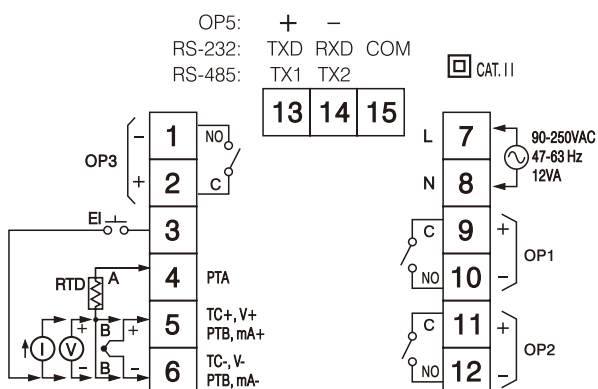 OP5: + −
RS-232: TXD RXD COM
RS-485: TX1 TX2
CAT.II
13 14 15
OP3
−
+
1
NO
2
C
EI
3
RTD
A
4
PTA
I
V
+
−
B
+
5
TC+, V+
PTB, mA+
B
−
6
TC-, V-
PTB, mA-
L
7
90-250VAC
47-63 Hz
12VA
N
8
C
9
+
OP1
NO
10
−
C
11
+
OP2
NO
12
−